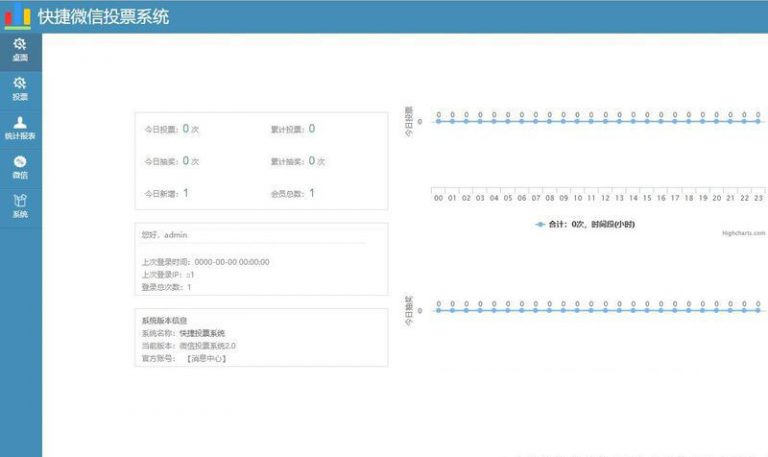 快捷微信投票系统
桌面
投票
统计报表
微信
系统
今日投票：0 次 累计投票：0
今日抽奖：0 次 累计抽奖：0 次
今日新增：1 会员总数：1
您好，admin
上次登录时间：0000-00-00 00:00:00
上次登录IP：::1
登录总次数：1
系统版本信息
系统名称：快捷投票系统
当前版本：微信投票系统2.0
官方账号：【消息中心】
今日投票
0 0 0 0 0 0 0 0 0 0 0 0 0 0 0 0 0 0 0 0 0 0 0 0
0
00 01 02 03 04 05 06 07 08 09 10 11 12 13 14 15 16 17 18 19 20 21 22 23
合计：0次，时间段(小时)
Highcharts.com
今日抽奖
0 0 0 0 0 0 0 0 0 0 0 0 0 0 0 0 0 0 0 0 0 0 0 0
0